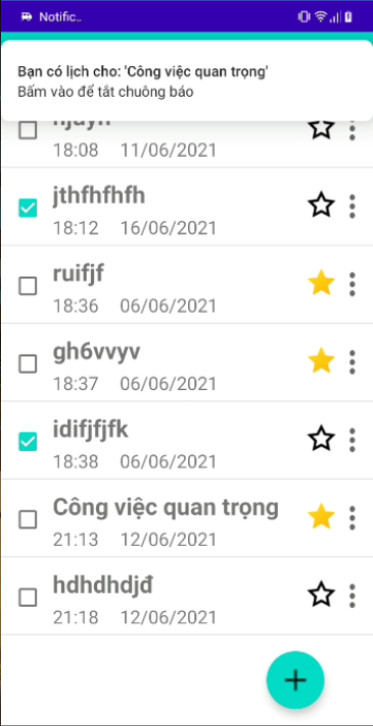 Notific..
Bạn có lịch cho: 'Công việc quan trọng'
Bấm vào để tắt chuông báo
18:08 11/06/2021
jthfhfhfh
18:12 16/06/2021
ruifjf
18:36 06/06/2021
gh6vvyv
18:37 06/06/2021
idifjfjfk
18:38 06/06/2021
Công việc quan trọng
21:13 12/06/2021
hdhdhdjđ
21:18 12/06/2021